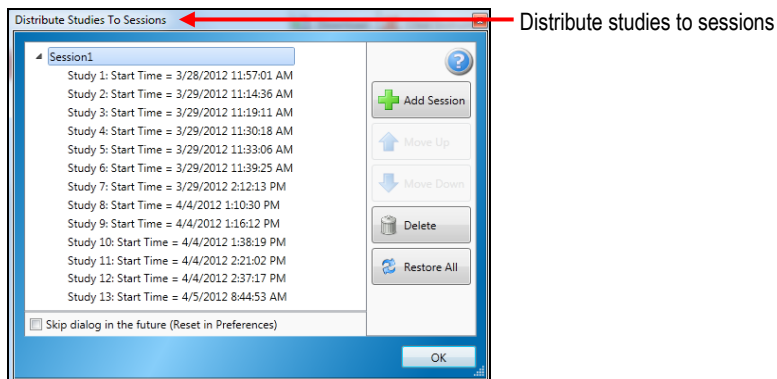 Distribute Studies To Sessions
Distribute studies to sessions
Session1
Study 1: Start Time = 3/28/2012 11:57:01 AM
Study 2: Start Time = 3/29/2012 11:14:36 AM
Study 3: Start Time = 3/29/2012 11:19:11 AM
Study 4: Start Time = 3/29/2012 11:30:18 AM
Study 5: Start Time = 3/29/2012 11:33:06 AM
Study 6: Start Time = 3/29/2012 11:39:25 AM
Study 7: Start Time = 3/29/2012 2:12:13 PM
Study 8: Start Time = 4/4/2012 1:10:30 PM
Study 9: Start Time = 4/4/2012 1:16:12 PM
Study 10: Start Time = 4/4/2012 1:38:19 PM
Study 11: Start Time = 4/4/2012 2:21:02 PM
Study 12: Start Time = 4/4/2012 2:37:17 PM
Study 13: Start Time = 4/5/2012 8:44:53 AM
?
Add Session
Move Up
Move Down
Delete
Restore All
Skip dialog in the future (Reset in Preferences)
OK